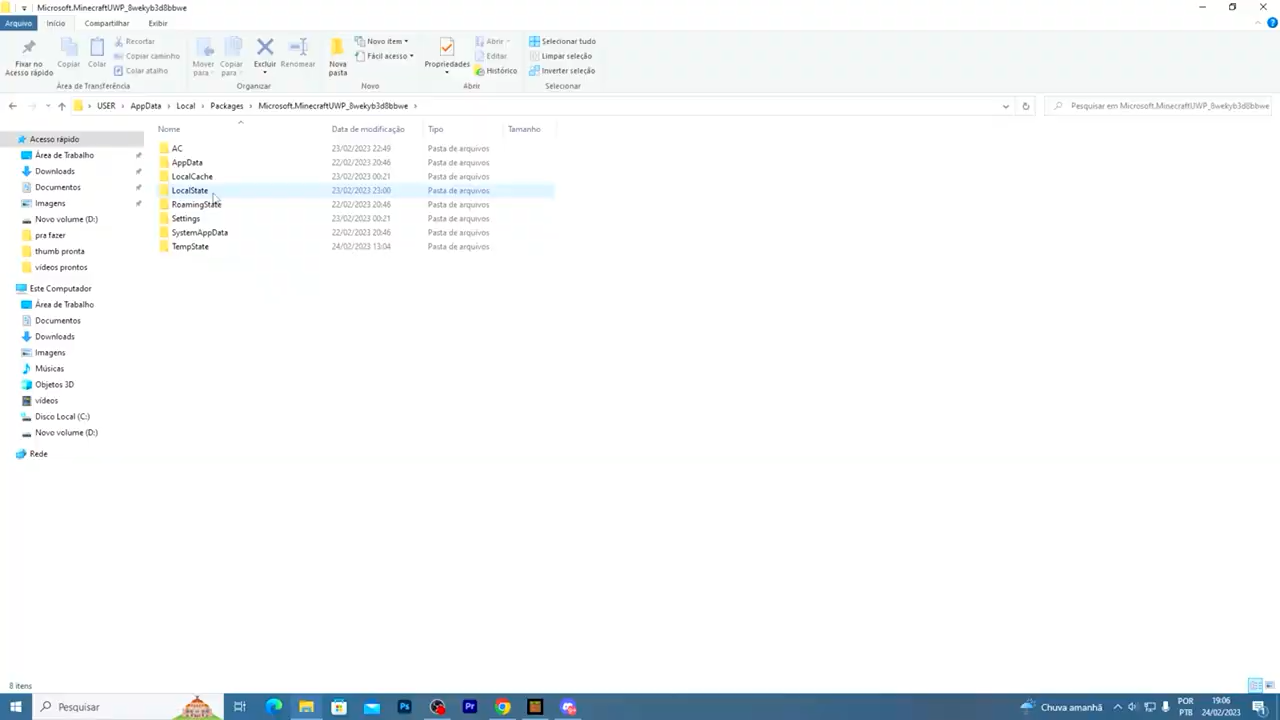 Microsoft.MinecraftUWP_8wekyb3d8bbwe
Arquivo Início Compartilhar Exibir
Fixar no Acesso rápido
Copiar
Colar
Recortar
Copiar caminho
Colar atalho
Mover para
Copiar para
Excluir
Renomear
Nova pasta
Novo item
Fácil acesso
Propriedades
Abrir
Editar
Histórico
Selecionar tudo
Limpar seleção
Inverter seleção
Área de Transferência Organizar Novo Abrir Selecionar
USER > AppData > Local > Packages > Microsoft.MinecraftUWP_8wekyb3d8bbwe >
Pesquisar em Microsoft.MinecraftUWP_8wekyb3d8bbwe
Nome Data de modificação Tipo Tamanho
AC 23/02/2023 22:49 Pasta de arquivos
AppData 22/02/2023 20:46 Pasta de arquivos
LocalCache 23/02/2023 00:21 Pasta de arquivos
LocalState 23/02/2023 23:00 Pasta de arquivos
RoamingState 22/02/2023 20:46 Pasta de arquivos
Settings 23/02/2023 00:21 Pasta de arquivos
SystemAppData 22/02/2023 20:46 Pasta de arquivos
TempState 24/02/2023 13:04 Pasta de arquivos
Acesso rápido
Área de Trabalho
Downloads
Documentos
Imagens
Novo volume (D:)
pra fazer
thumb pronta
vídeos prontos
Este Computador
Área de Trabalho
Documentos
Downloads
Imagens
Músicas
Objetos 3D
vídeos
Disco Local (C:)
Novo volume (D:)
Rede
8 itens
Pesquisar
Ps
Pr
Chuva amanhã
POR
PTB
19:06
24/02/2023
1